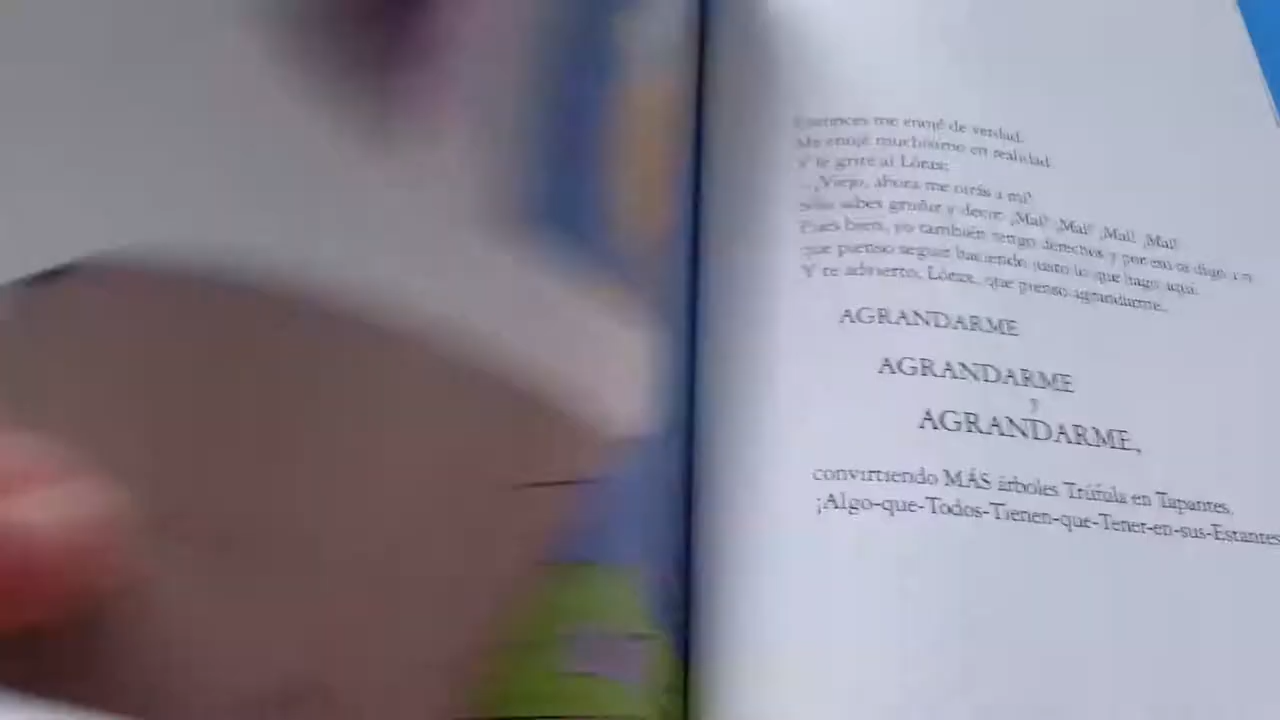 Entonces me enojé de verdad.
Me enojé muchísimo en realidad.
Y le grité al Lórax:
—¡Viejo, ahora me oirás a mí!
Sólo sabes gruñir y decir: ¡Mal! ¡Mal! ¡Mal! ¡Mal!
Pues bien, yo también tengo derechos y por eso te digo a ti
que pienso seguir haciendo justo lo que hago aquí.
Y te advierto, Lórax, que pienso agrandarme,
AGRANDARME
AGRANDARME
y
AGRANDARME,
convirtiendo MÁS árboles Trúfula en Tapantes.
¡Algo-que-Todos-Tienen-que-Tener-en-sus-Estantes